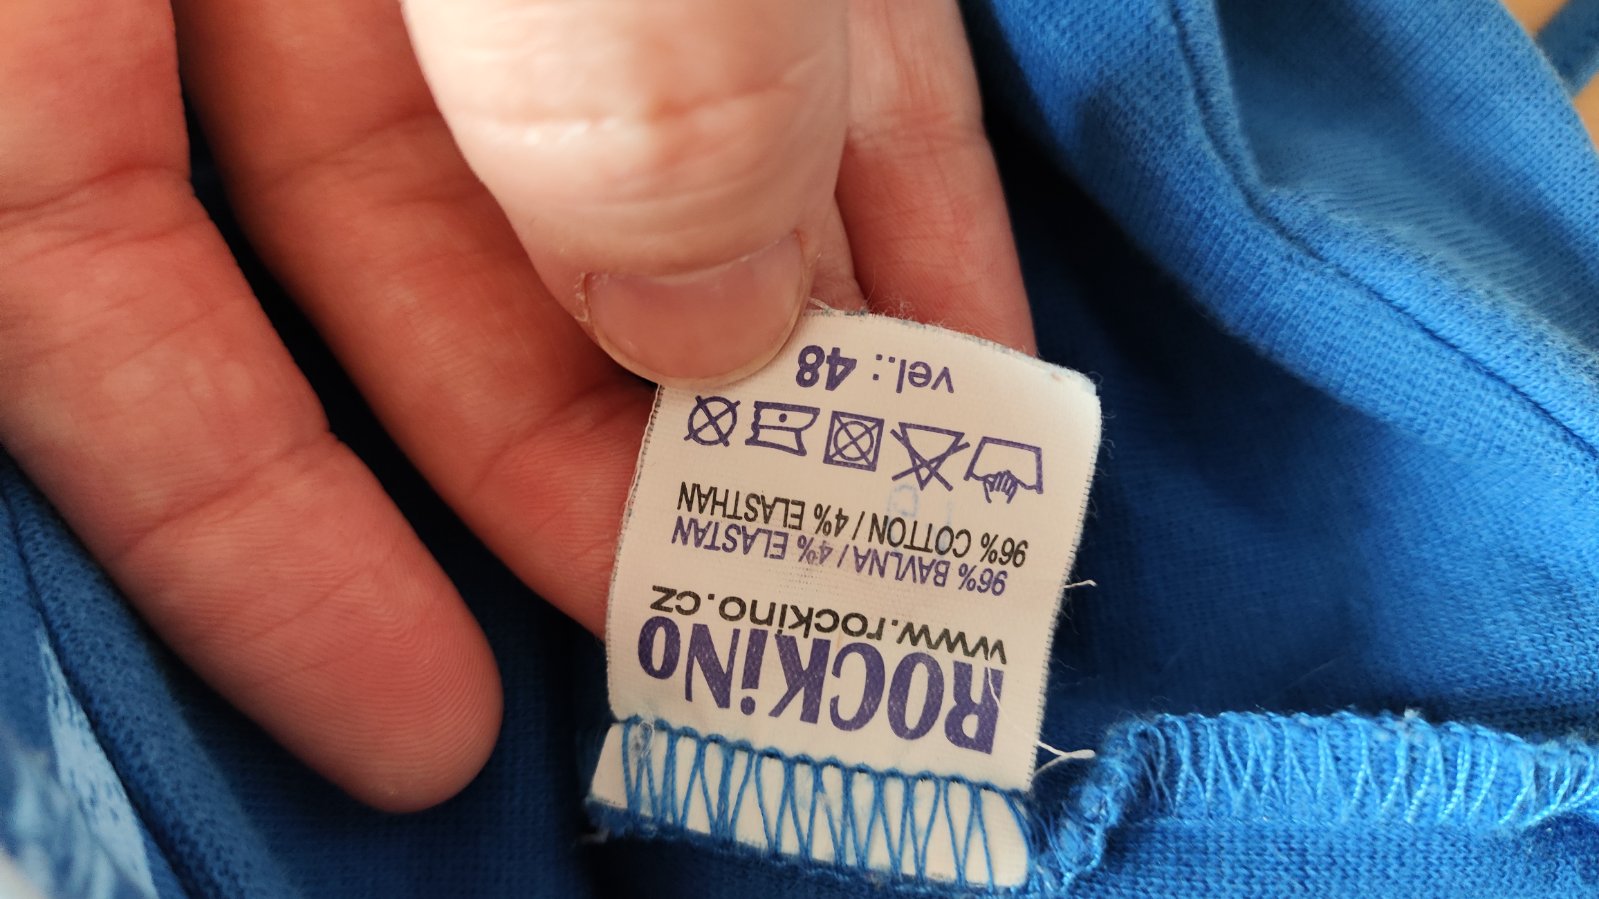 ROCKiNo
www.rockino.cz
96% BAVLNA / 4% ELASTAN
96% COTTON / 4% ELASTHAN
vel.: 48